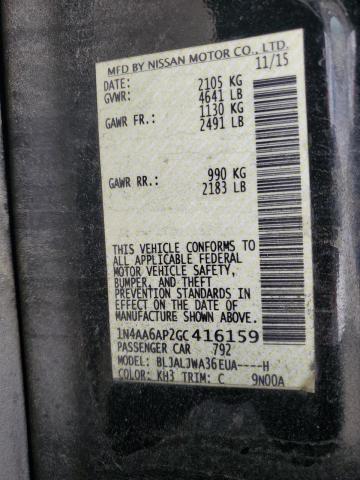 MFD BY NISSAN MOTOR CO., LTD.
DATE: 11/15
GVWR: 2105 KG
4641 LB
GAWR FR.: 1130 KG
2491 LB
GAWR RR.: 990 KG
2183 LB
THIS VEHICLE CONFORMS TO
ALL APPLICABLE FEDERAL
MOTOR VEHICLE SAFETY,
BUMPER, AND THEFT
PREVENTION STANDARDS IN
EFFECT ON THE DATE OF
MANUFACTURE SHOWN
ABOVE.
1N4AA6AP2GC416159
PASSENGER CAR 792
MODEL: BLJALJWA36EUA----H
COLOR: KH3 TRIM: C 9N00A